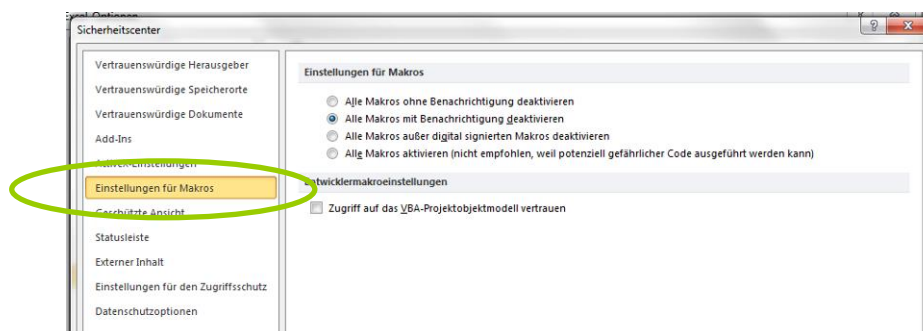 Excel-Optionen
Sicherheitscenter
Vertrauenswürdige Herausgeber
Vertrauenswürdige Speicherorte
Vertrauenswürdige Dokumente
Add-Ins
ActiveX-Einstellungen
Einstellungen für Makros
Geschützte Ansicht
Statusleiste
Externer Inhalt
Einstellungen für den Zugriffsschutz
Datenschutzoptionen
Einstellungen für Makros
Alle Makros ohne Benachrichtigung deaktivieren
Alle Makros mit Benachrichtigung deaktivieren
Alle Makros außer digital signierten Makros deaktivieren
Alle Makros aktivieren (nicht empfohlen, weil potenziell gefährlicher Code ausgeführt werden kann)
Entwicklermakroeinstellungen
Zugriff auf das VBA-Projektobjektmodell vertrauen